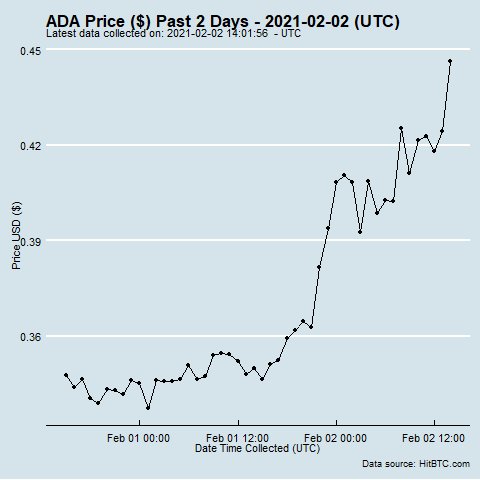 ADA Price ($) Past 2 Days - 2021-02-02 (UTC)
Latest data collected on: 2021-02-02 14:01:56 - UTC
0.45
0.42
0.39
0.36
Price USD ($)
Feb 01 00:00 Feb 01 12:00 Feb 02 00:00 Feb 02 12:00
Date Time Collected (UTC)
Data source: HitBTC.com